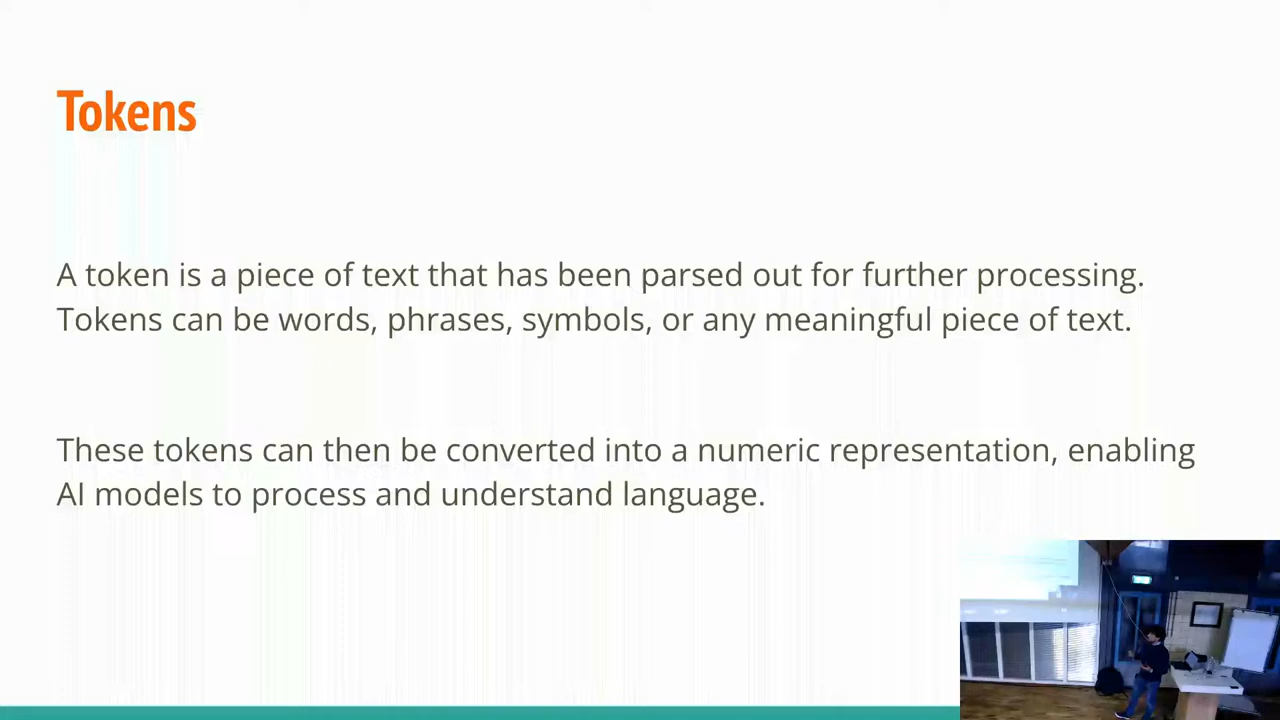 Tokens
A token is a piece of text that has been parsed out for further processing.
Tokens can be words, phrases, symbols, or any meaningful piece of text.
These tokens can then be converted into a numeric representation, enabling
AI models to process and understand language.